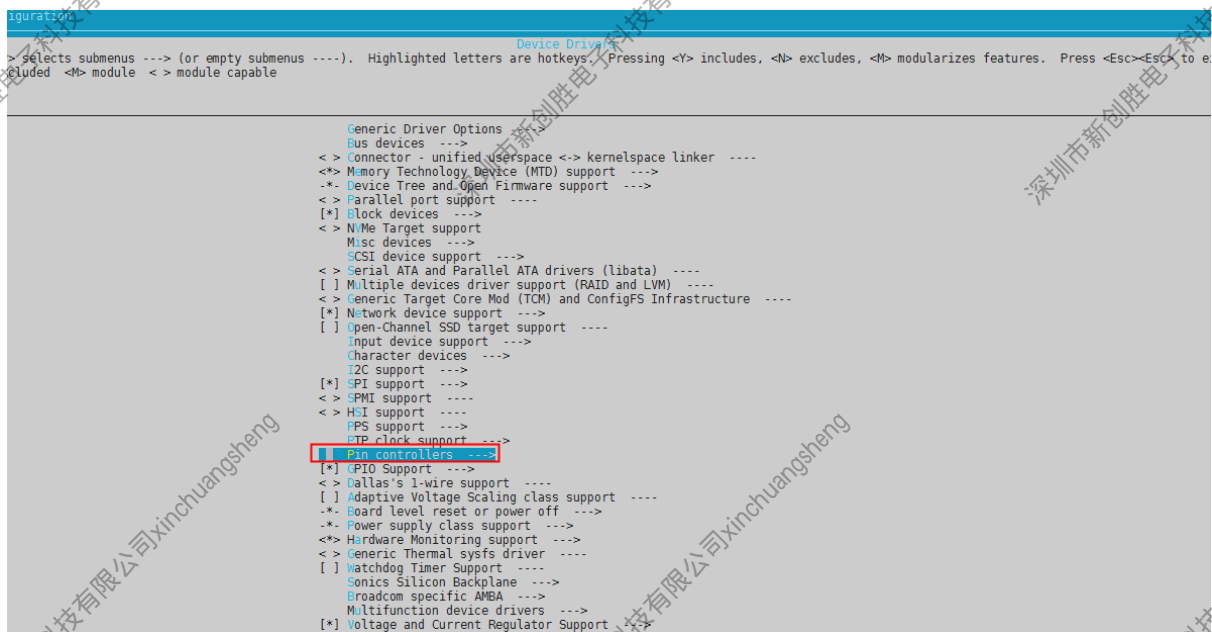 iguration
Device Drivers
> selects submenus ---> (or empty submenus ----). Highlighted letters are hotkeys. Pressing <Y> includes, <N> excludes, <M> modularizes features. Press <Esc><Esc> to e
cluded <M> module < > module capable
Generic Driver Options --->
Bus devices --->
< > Connector - unified userspace <-> kernelspace linker ----
<*> Memory Technology Device (MTD) support --->
-*- Device Tree and Open Firmware support --->
< > Parallel port support ----
[*] Block devices --->
< > NVMe Target support
Misc devices --->
SCSI device support --->
< > Serial ATA and Parallel ATA drivers (libata) ----
[ ] Multiple devices driver support (RAID and LVM) ----
< > Generic Target Core Mod (TCM) and ConfigFS Infrastructure ----
[*] Network device support --->
[ ] Open-Channel SSD target support ----
Input device support --->
Character devices --->
I2C support --->
[*] SPI support --->
< > SPMI support ----
< > HSI support ----
PPS support --->
PTP clock support --->
Pin controllers --->
[*] GPIO Support --->
< > Dallas's 1-wire support ----
[ ] Adaptive Voltage Scaling class support ----
-*- Board level reset or power off --->
-*- Power supply class support --->
<*> Hardware Monitoring support --->
< > Generic Thermal sysfs driver ----
[ ] Watchdog Timer Support ----
Sonics Silicon Backplane --->
Broadcom specific AMBA --->
Multifunction device drivers --->
[*] Voltage and Current Regulator Support --->
深圳市新创胜电子科技有
深圳市新创胜电子科技
科技有限公司xinchuangsheng
科技有限公司xinchuangsheng